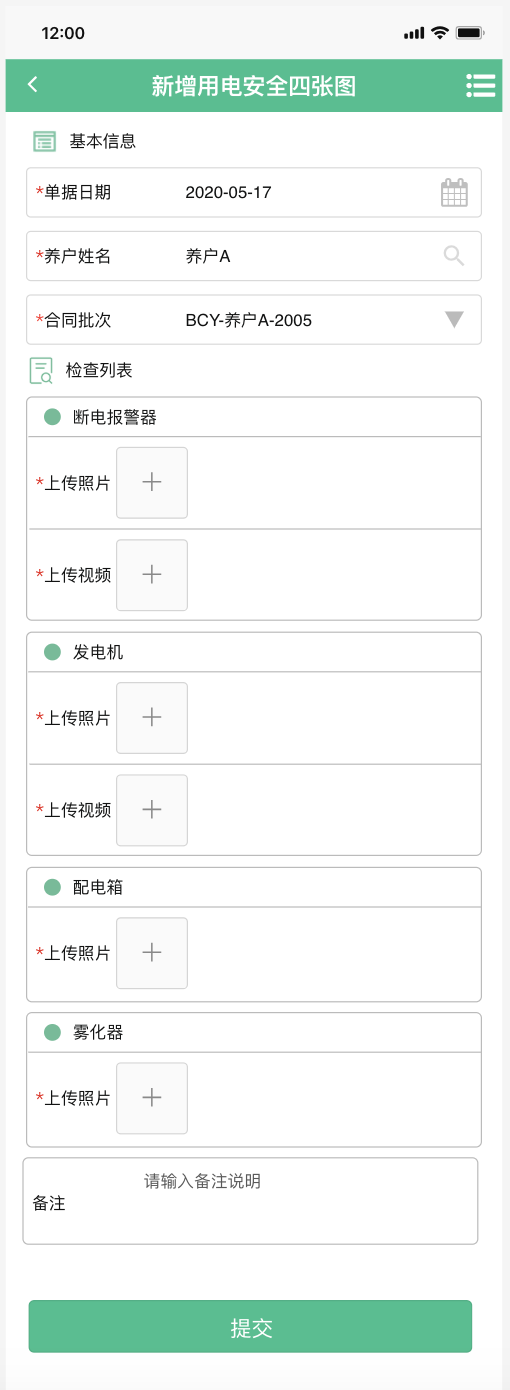 12:00
新增用电安全四张图
基本信息
*单据日期 2020-05-17
*养户姓名 养户A
*合同批次 BCY-养户A-2005
检查列表
断电报警器
*上传照片
*上传视频
发电机
*上传照片
*上传视频
配电箱
*上传照片
雾化器
*上传照片
请输入备注说明
备注
提交